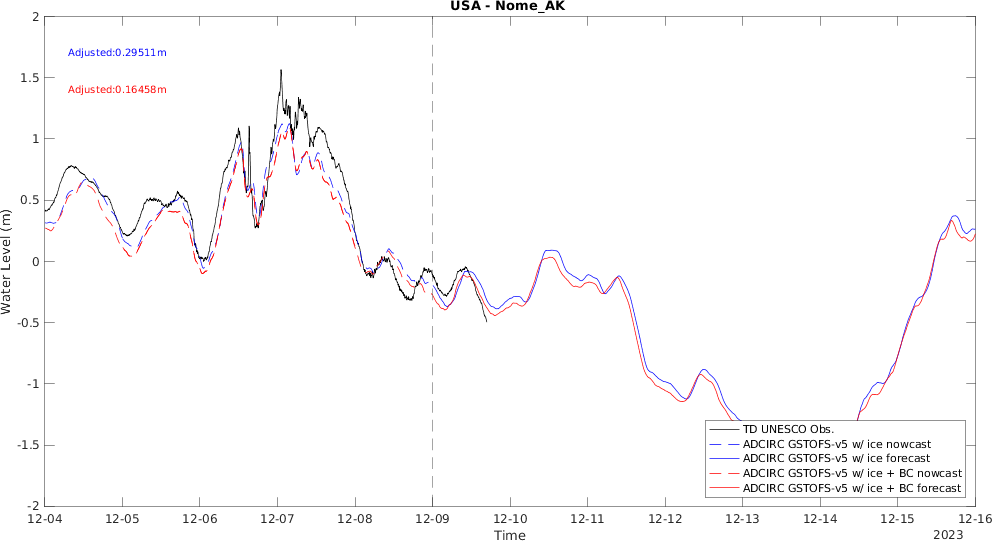 USA - Nome_AK
2
1.5
1
0.5
0
-0.5
-1
-1.5
-2
Water Level (m)
Adjusted:0.29511m
Adjusted:0.16458m
TD UNESCO Obs.
ADCIRC GSTOFS-v5 w/ ice nowcast
ADCIRC GSTOFS-v5 w/ ice forecast
ADCIRC GSTOFS-v5 w/ ice + BC nowcast
ADCIRC GSTOFS-v5 w/ ice + BC forecast
12-04 12-05 12-06 12-07 12-08 12-09 12-10 12-11 12-12 12-13 12-14 12-15 12-16
Time
2023